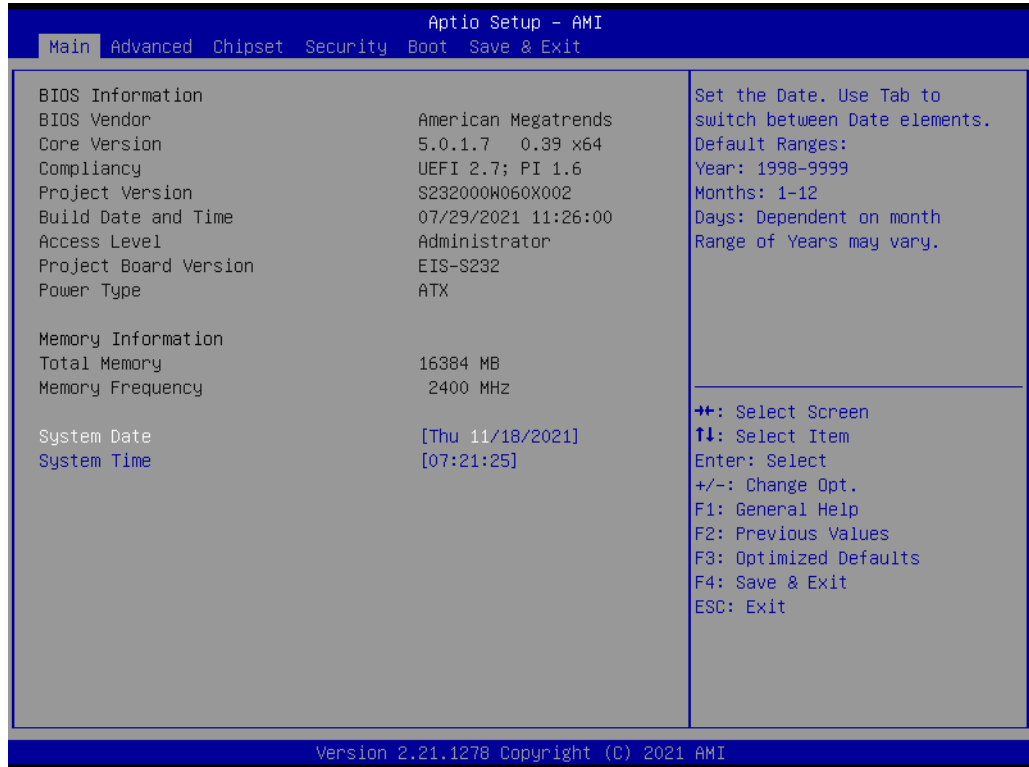 Aptio Setup – AMI
Main Advanced Chipset Security Boot Save & Exit
BIOS Information
BIOS Vendor American Megatrends
Core Version 5.0.1.7 0.39 x64
Compliancy UEFI 2.7; PI 1.6
Project Version S232000W060X002
Build Date and Time 07/29/2021 11:26:00
Access Level Administrator
Project Board Version EIS-S232
Power Type ATX
Memory Information
Total Memory 16384 MB
Memory Frequency 2400 MHz
System Date [Thu 11/18/2021]
System Time [07:21:25]
Set the Date. Use Tab to
switch between Date elements.
Default Ranges:
Year: 1998-9999
Months: 1-12
Days: Dependent on month
Range of Years may vary.
→←: Select Screen
↑↓: Select Item
Enter: Select
+/-: Change Opt.
F1: General Help
F2: Previous Values
F3: Optimized Defaults
F4: Save & Exit
ESC: Exit
Version 2.21.1278 Copyright (C) 2021 AMI